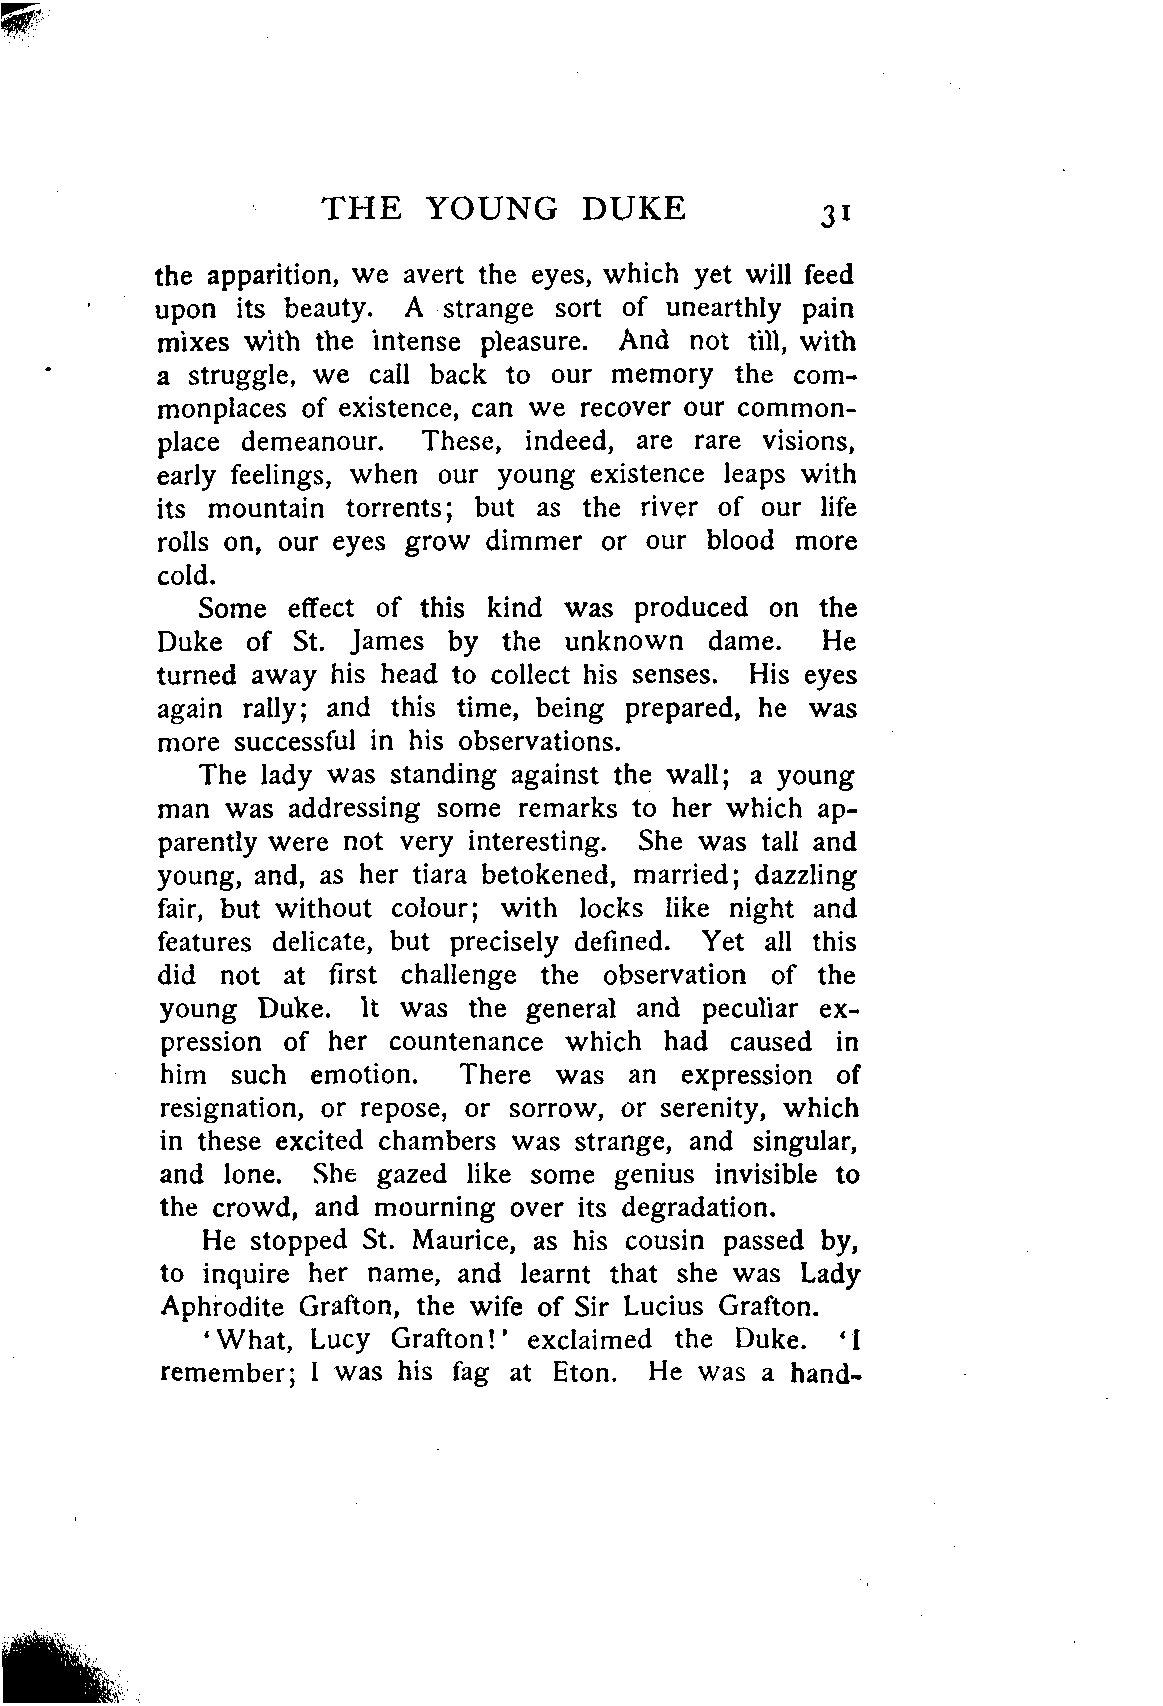 THE YOUNG DUKE 31
the apparition, we avert the eyes, which yet will feed
upon its beauty. A strange sort of unearthly pain
mixes with the intense pleasure. And not till, with
a struggle, we call back to our memory the com-
monplaces of existence, can we recover our common-
place demeanour. These, indeed, are rare visions,
early feelings, when our young existence leaps with
its mountain torrents; but as the river of our life
rolls on, our eyes grow dimmer or our blood more
cold.
Some effect of this kind was produced on the
Duke of St. James by the unknown dame. He
turned away his head to collect his senses. His eyes
again rally; and this time, being prepared, he was
more successful in his observations.
The lady was standing against the wall; a young
man was addressing some remarks to her which ap-
parently were not very interesting. She was tall and
young, and, as her tiara betokened, married; dazzling
fair, but without colour; with locks like night and
features delicate, but precisely defined. Yet all this
did not at first challenge the observation of the
young Duke. It was the general and peculiar ex-
pression of her countenance which had caused in
him such emotion. There was an expression of
resignation, or repose, or sorrow, or serenity, which
in these excited chambers was strange, and singular,
and lone. She gazed like some genius invisible to
the crowd, and mourning over its degradation.
He stopped St. Maurice, as his cousin passed by,
to inquire her name, and learnt that she was Lady
Aphrodite Grafton, the wife of Sir Lucius Grafton.
‘What, Lucy Grafton!’ exclaimed the Duke. ‘I
remember; I was his fag at Eton. He was a hand-